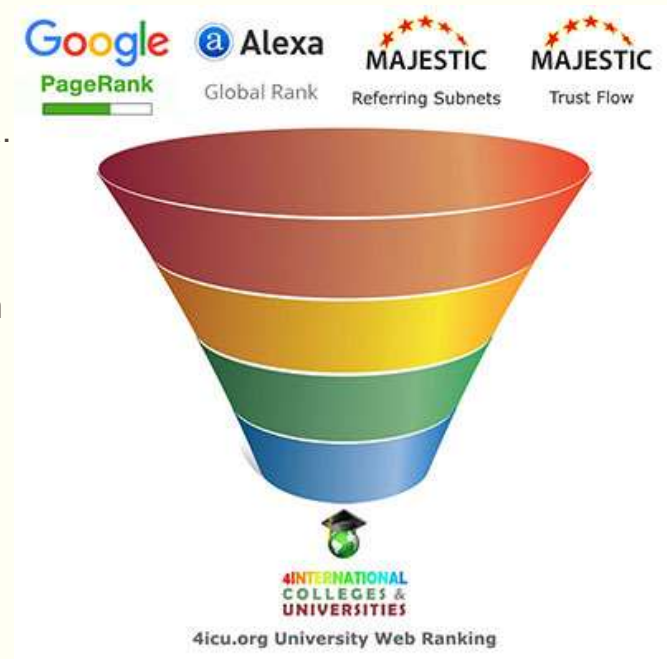 Google
PageRank
a Alexa
Global Rank
MAJESTIC
Referring Subnets
MAJESTIC
Trust Flow
4INTERNATIONAL
COLLEGES &
UNIVERSITIES
4icu.org University Web Ranking